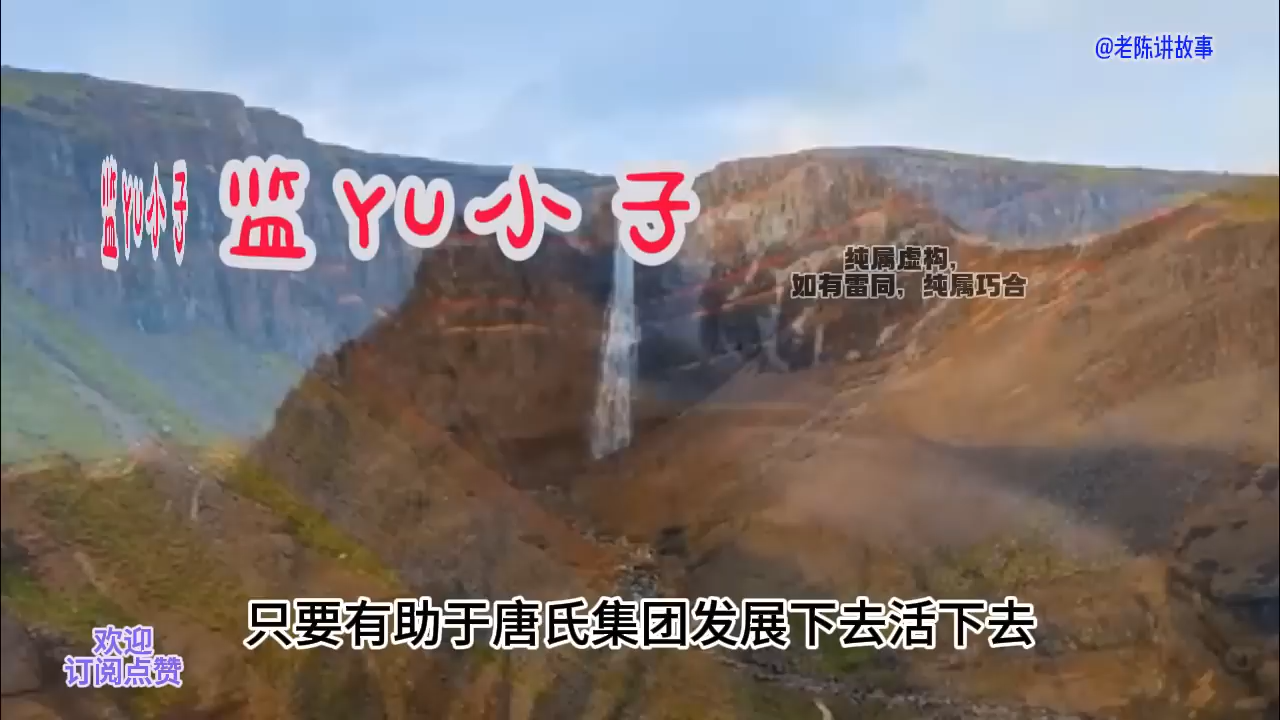 @老陈讲故事
监YU小子
监YU小子
纯属虚构,
如有雷同，纯属巧合
只要有助于唐氏集团发展下去活下去
欢迎
订阅点赞